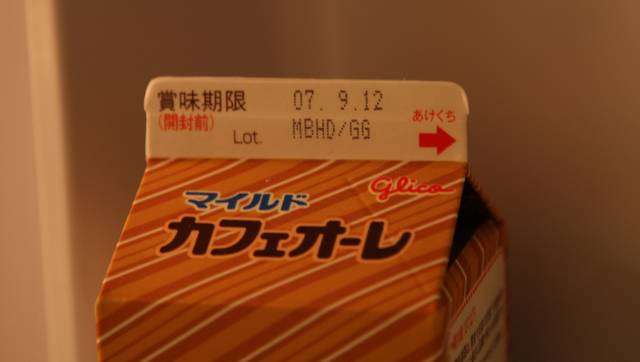 賞味期限 07. 9.12
(開封前) Lot. MBHD/GG
あけくち
Glico
マイルド
カフェオーレ